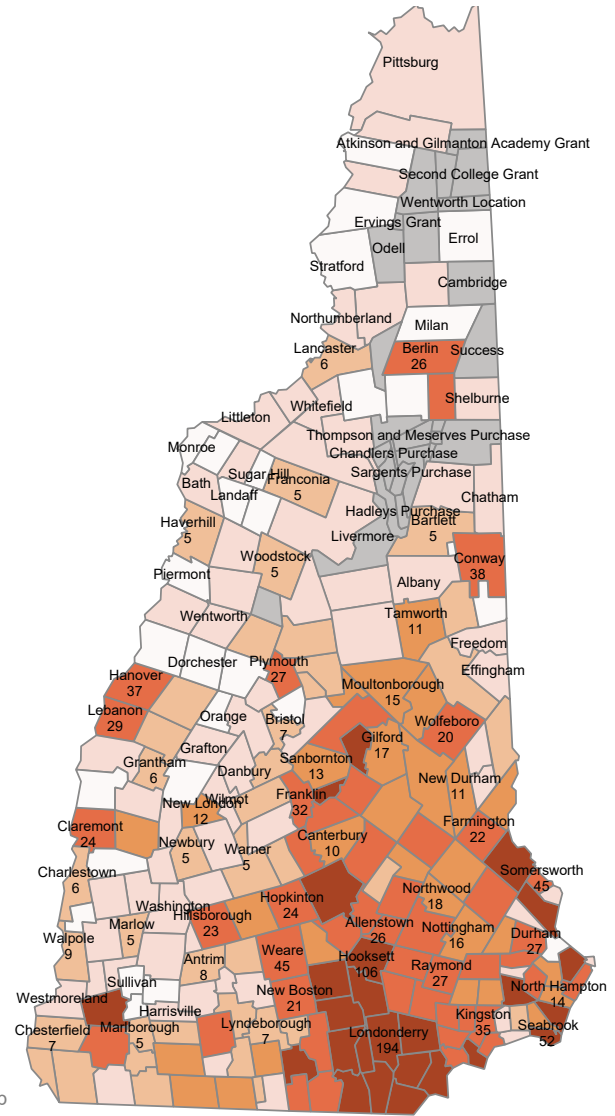 Pittsburg
Atkinson and Gilmanton Academy Grant
Second College Grant
Wentworth Location
Ervings Grant
Errol
Odell
Stratford
Cambridge
Northumberland
Milan
Lancaster
6
Berlin
26
Success
Shelburne
Whitefield
Littleton
Thompson and Meserves Purchase
Monroe
Chandlers Purchase
Sugar Hill
Sargents Purchase
Bath
Franconia
5
Landaff
Chatham
Hadleys Purchase
Haverhill
5
Bartlett
5
Livermore
Woodstock
5
Conway
38
Piermont
Albany
Wentworth
Tamworth
11
Freedom
Dorchester
Plymouth
27
Effingham
Hanover
37
Moultonborough
15
Lebanon
29
Orange
Bristol
7
Wolfeboro
20
Gilford
17
Grafton
Sanbornton
13
Grantham
6
Danbury
New Durham
11
Franklin
32
Wilmot
New London
12
Farmington
22
Claremont
24
Canterbury
10
Newbury
5
Warner
5
Charlestown
6
Somersworth
45
Northwood
18
Hopkinton
24
Washington
Hillsborough
23
Marlow
5
Allenstown
26
Nottingham
16
Durham
27
Walpole
9
Weare
45
Hooksett
106
Antrim
8
Raymond
27
Sullivan
New Boston
21
North Hampton
14
Westmoreland
Harrisville
Kingston
35
Chesterfield
7
Marlborough
5
Lyndeborough
7
Londonderry
194
Seabrook
52